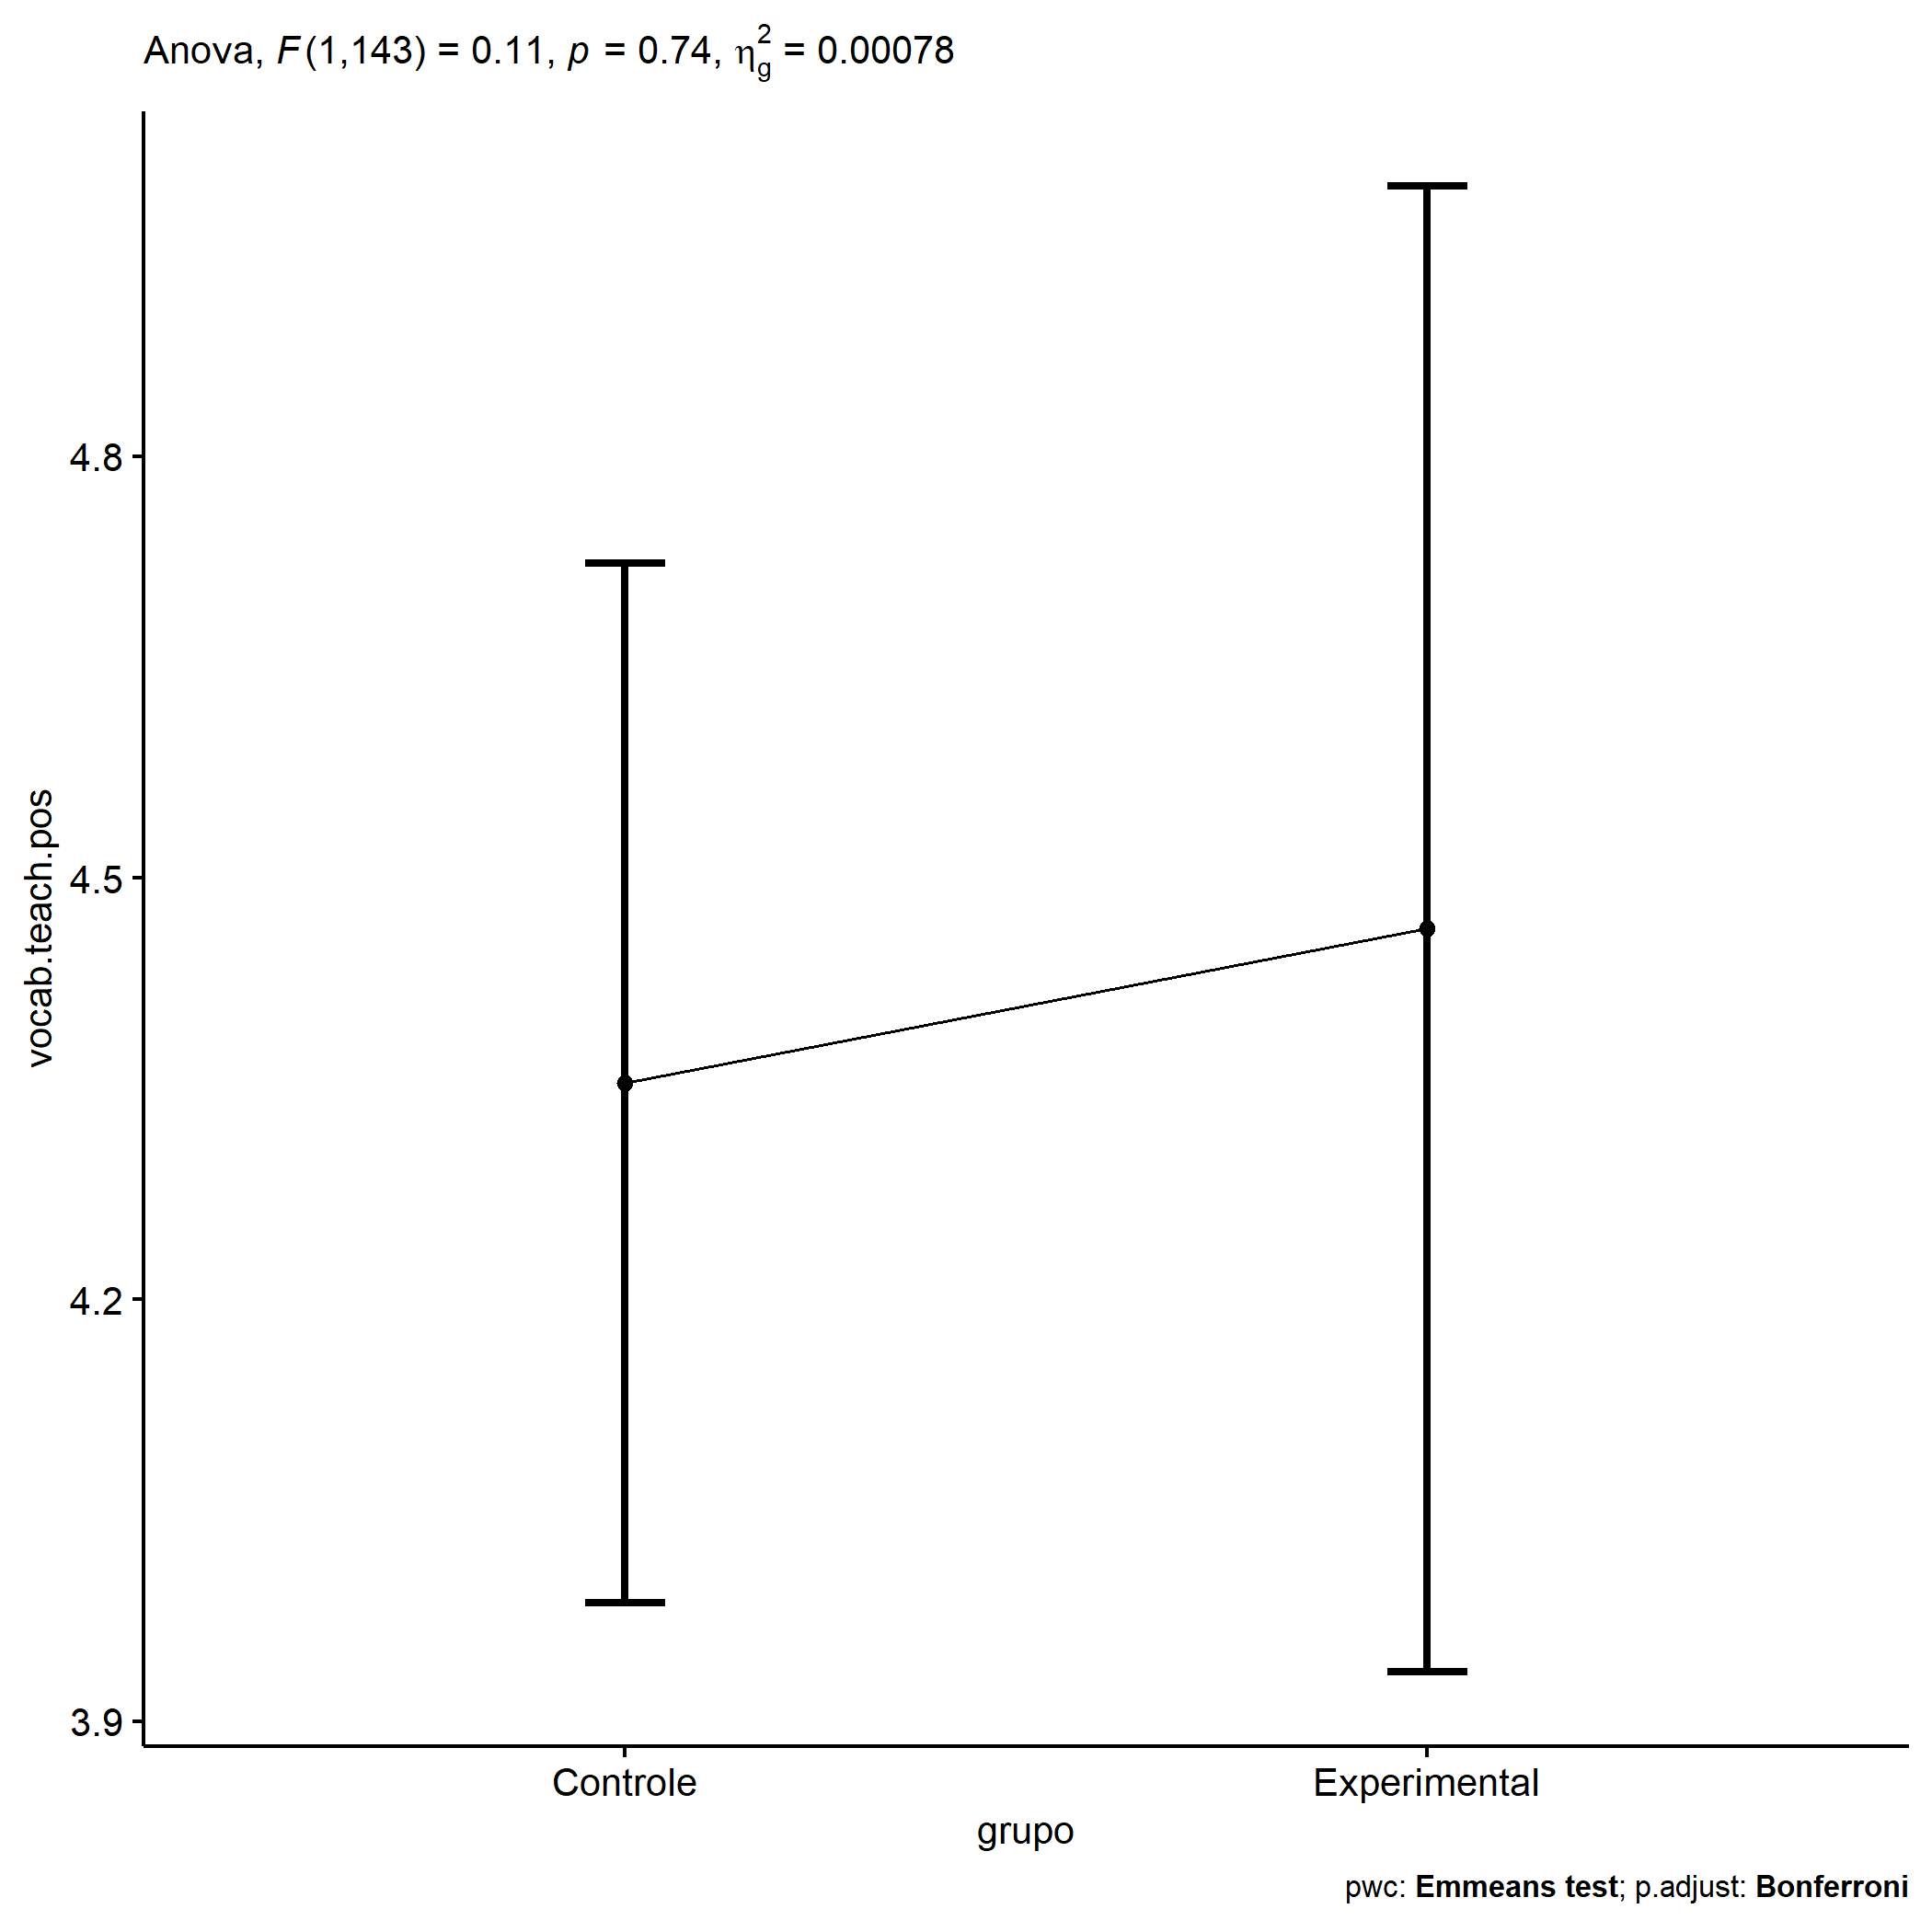 Anova, F(1,143) = 0.11, p = 0.74, η²g = 0.00078
vocab.teach.pos
4.8
4.5
4.2
3.9
Controle Experimental
grupo
pwc: Emmeans test; p.adjust: Bonferroni